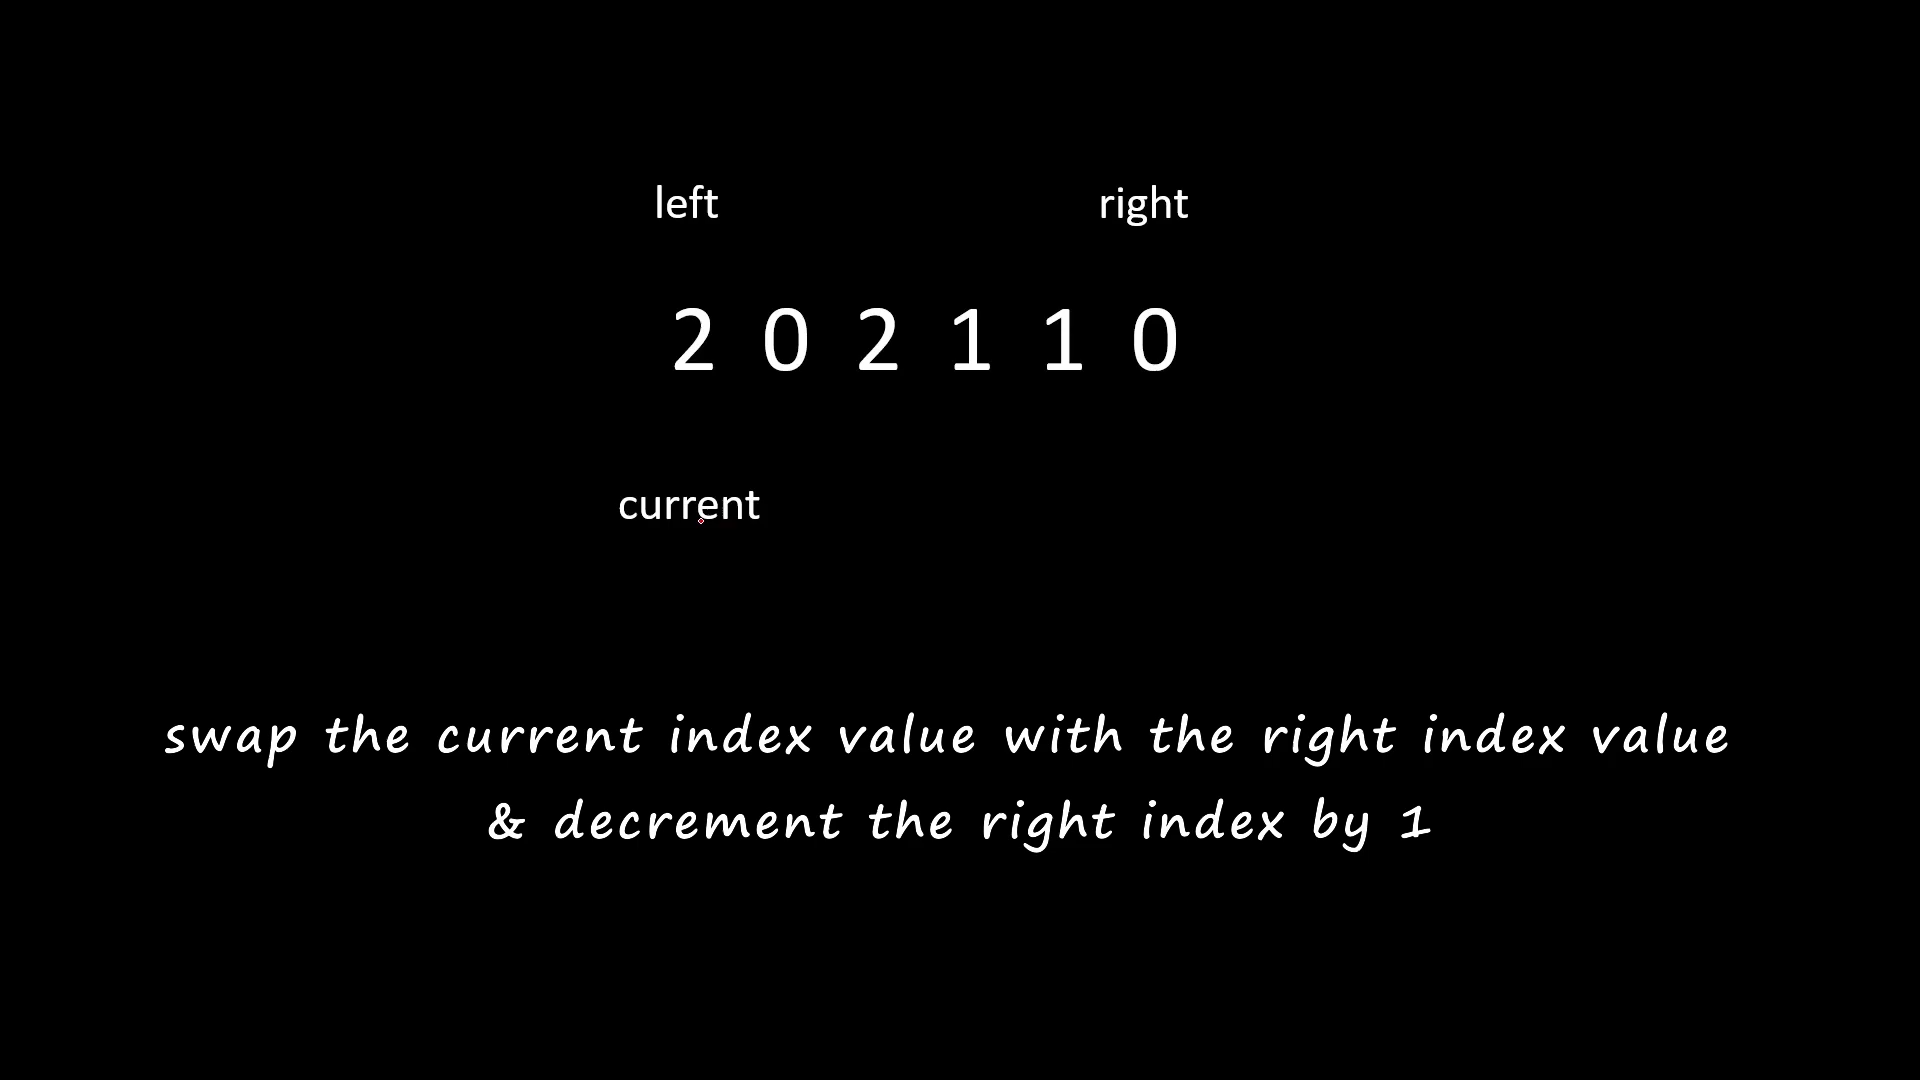 left right
2 0 2 1 1 0
current
swap the current index value with the right index value
& decrement the right index by 1